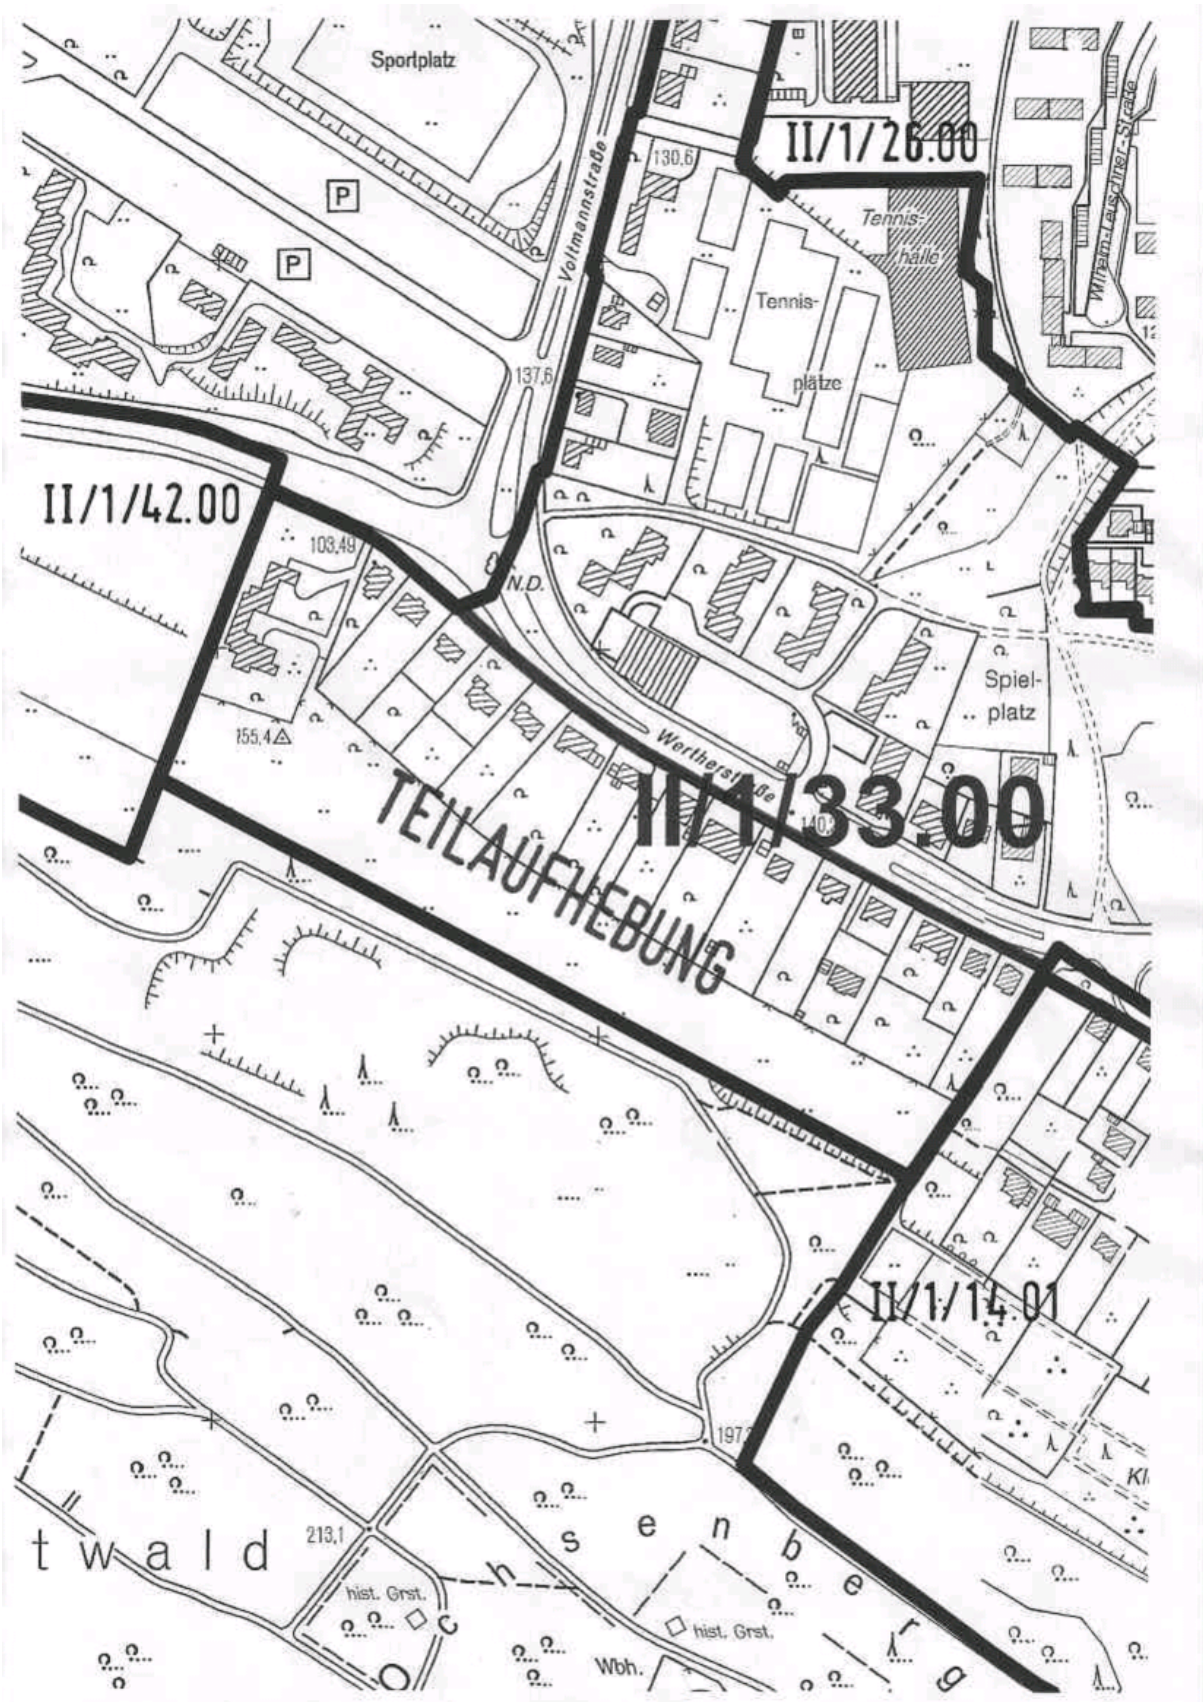 Sportplatz
II/1/26.00
130,6
Wilhelm-Leuschner-Straße
P
Voltmannstraße
Tennis-
halle
P
Tennis-
plätze
137,6
II/1/42.00
103,49
N.D.
Spiel-
platz
155,4
Wertherstraße
TEILAUFHEBUNG
II/1/33.00
II/1/14.01
197,
Kl
213,1
twald
Ochsenberg
hist. Grst.
hist. Grst.
Wbh.